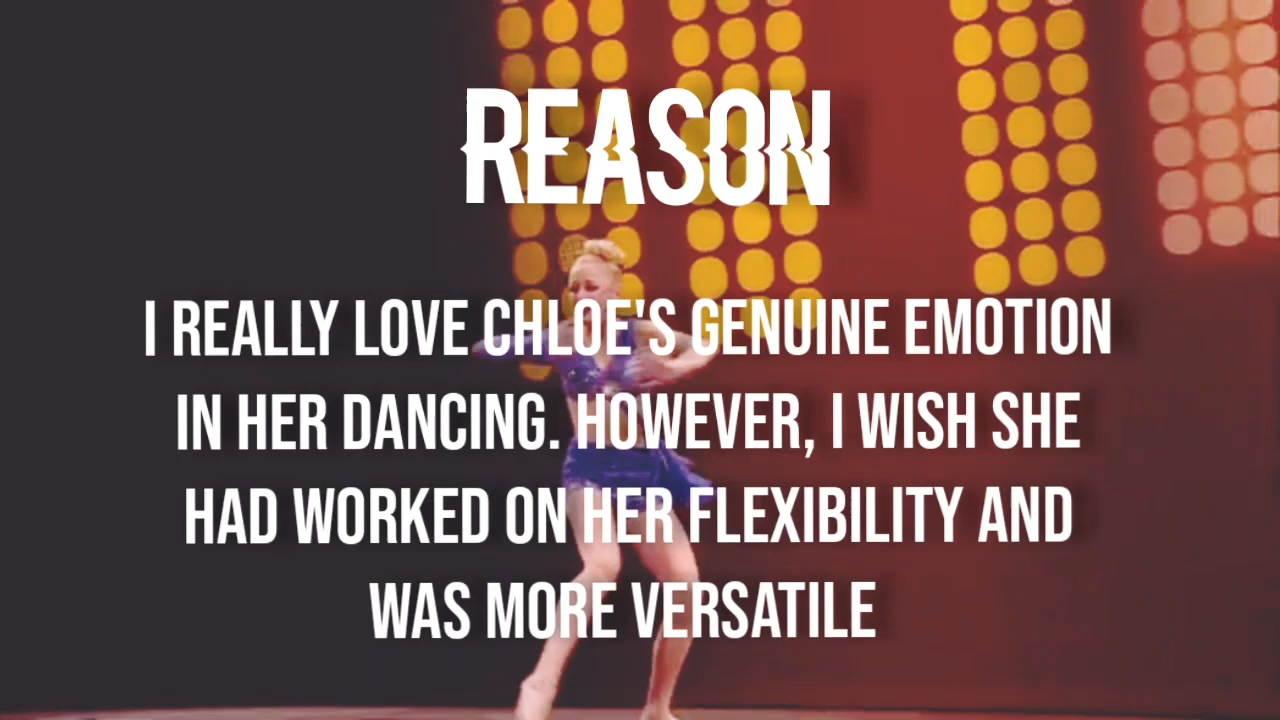 REASON
I REALLY LOVE CHLOE'S GENUINE EMOTION
IN HER DANCING. HOWEVER, I WISH SHE
HAD WORKED ON HER FLEXIBILITY AND
WAS MORE VERSATILE